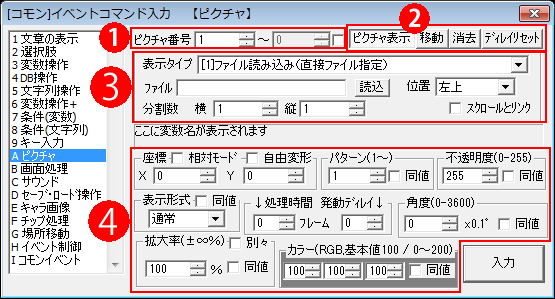 [コモン]イベントコマンド入力 【ピクチャ】
1 文章の表示
2 選択肢
3 変数操作
4 DB操作
5 文字列操作
6 変数操作+
7 条件(変数)
8 条件(文字列)
9 キー入力
A ピクチャ
B 画面処理
C サウンド
D セーブ・ロード操作
E キャラ画像
F チップ処理
G 場所移動
H イベント制御
I コモンイベント
1
ピクチャ番号 1 ～ 0
2
ピクチャ表示 移動 消去 ディレイリセット
3
表示タイプ [1]ファイル読み込み(直接ファイル指定)
ファイル 読込 位置 左上
分割数 横 1 縦 1 スクロールとリンク
ここに変数名が表示されます
4
座標 相対モード 自由変形
X 0 Y 0
パターン(1～)
1 同値
不透明度(0-255)
255 同値
表示形式 同値
通常
↓処理時間 発動ディレイ↓
0 フレーム 0
角度(0-3600)
0 x0.1° 同値
拡大率(±∞%) 別々
100 % 同値
カラー(RGB,基本値100 / 0～200)
100 100 100 同値
入力